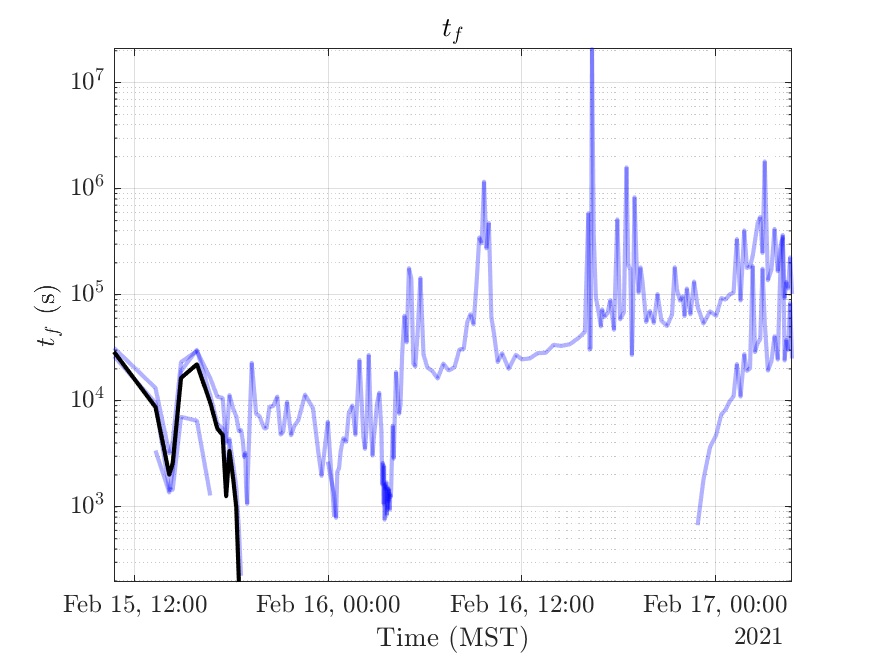 t_f
10^7
10^6
10^5
10^4
10^3
t_f (s)
Feb 15, 12:00 Feb 16, 00:00 Feb 16, 12:00 Feb 17, 00:00
Time (MST)
2021